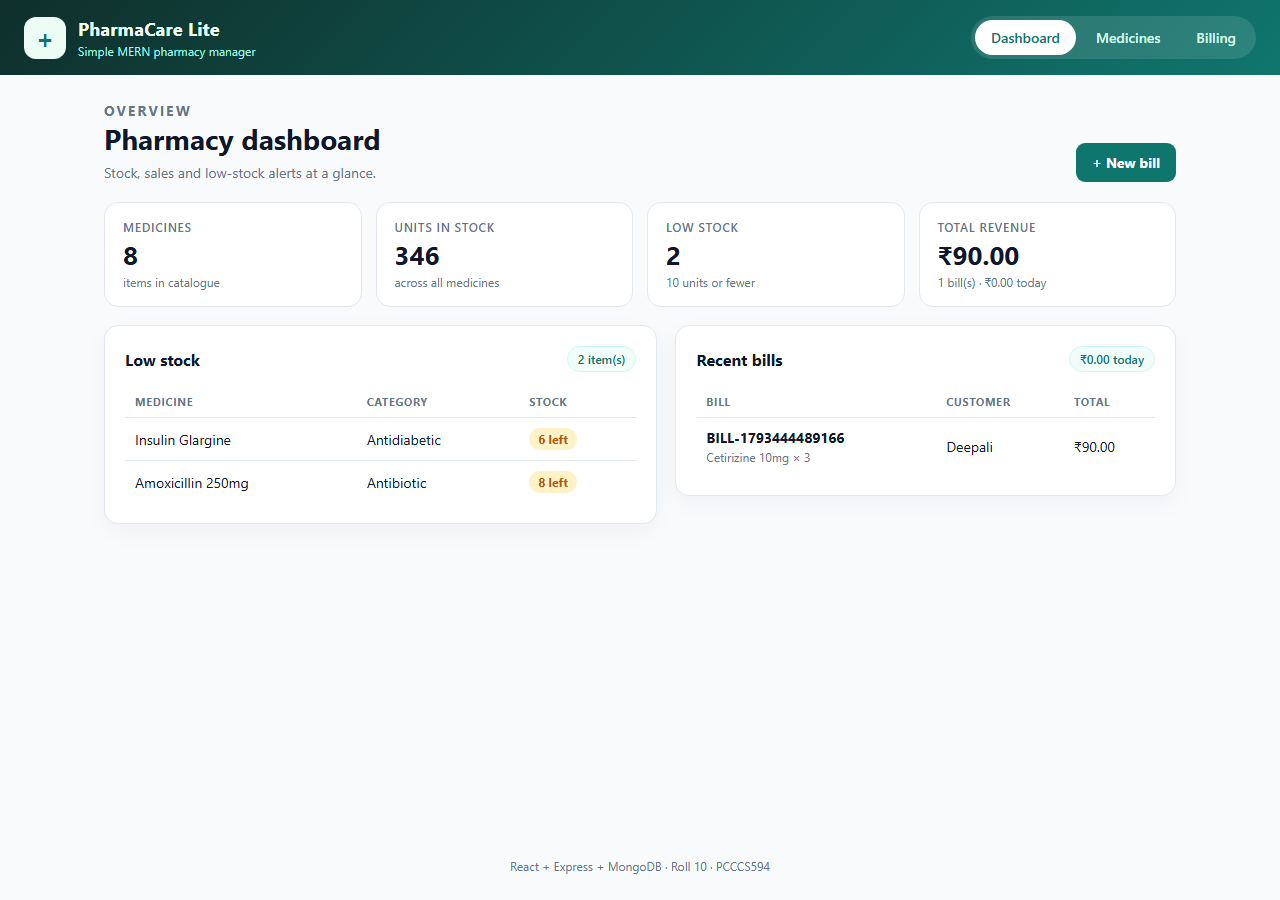 +
PharmaCare Lite
Simple MERN pharmacy manager
Dashboard Medicines Billing
OVERVIEW
Pharmacy dashboard
Stock, sales and low-stock alerts at a glance.
+ New bill
MEDICINES
8
items in catalogue
UNITS IN STOCK
346
across all medicines
LOW STOCK
2
10 units or fewer
TOTAL REVENUE
₹90.00
1 bill(s) · ₹0.00 today
Low stock 2 item(s)
MEDICINE CATEGORY STOCK
Insulin Glargine Antidiabetic 6 left
Amoxicillin 250mg Antibiotic 8 left
Recent bills ₹0.00 today
BILL CUSTOMER TOTAL
BILL-1793444489166 Deepali ₹90.00
Cetirizine 10mg × 3
React + Express + MongoDB · Roll 10 · PCCCS594